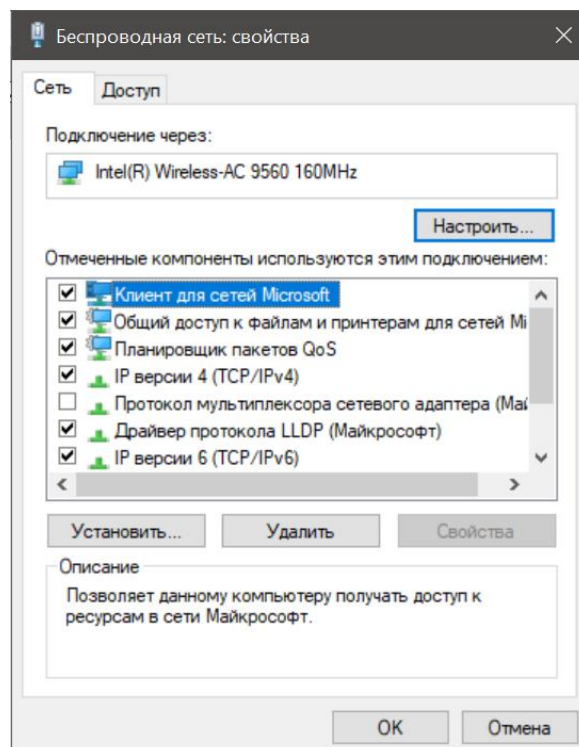 Беспроводная сеть: свойства
Сеть
Доступ
Подключение через:
Intel(R) Wireless-AC 9560 160MHz
Настроить...
Отмеченные компоненты используются этим подключением:
Клиент для сетей Microsoft
Общий доступ к файлам и принтерам для сетей Mi
Планировщик пакетов QoS
IP версии 4 (TCP/IPv4)
Протокол мультиплексора сетевого адаптера (Май
Драйвер протокола LLDP (Майкрософт)
IP версии 6 (TCP/IPv6)
Установить...
Удалить
Свойства
Описание
Позволяет данному компьютеру получать доступ к
ресурсам в сети Майкрософт.
OK
Отмена